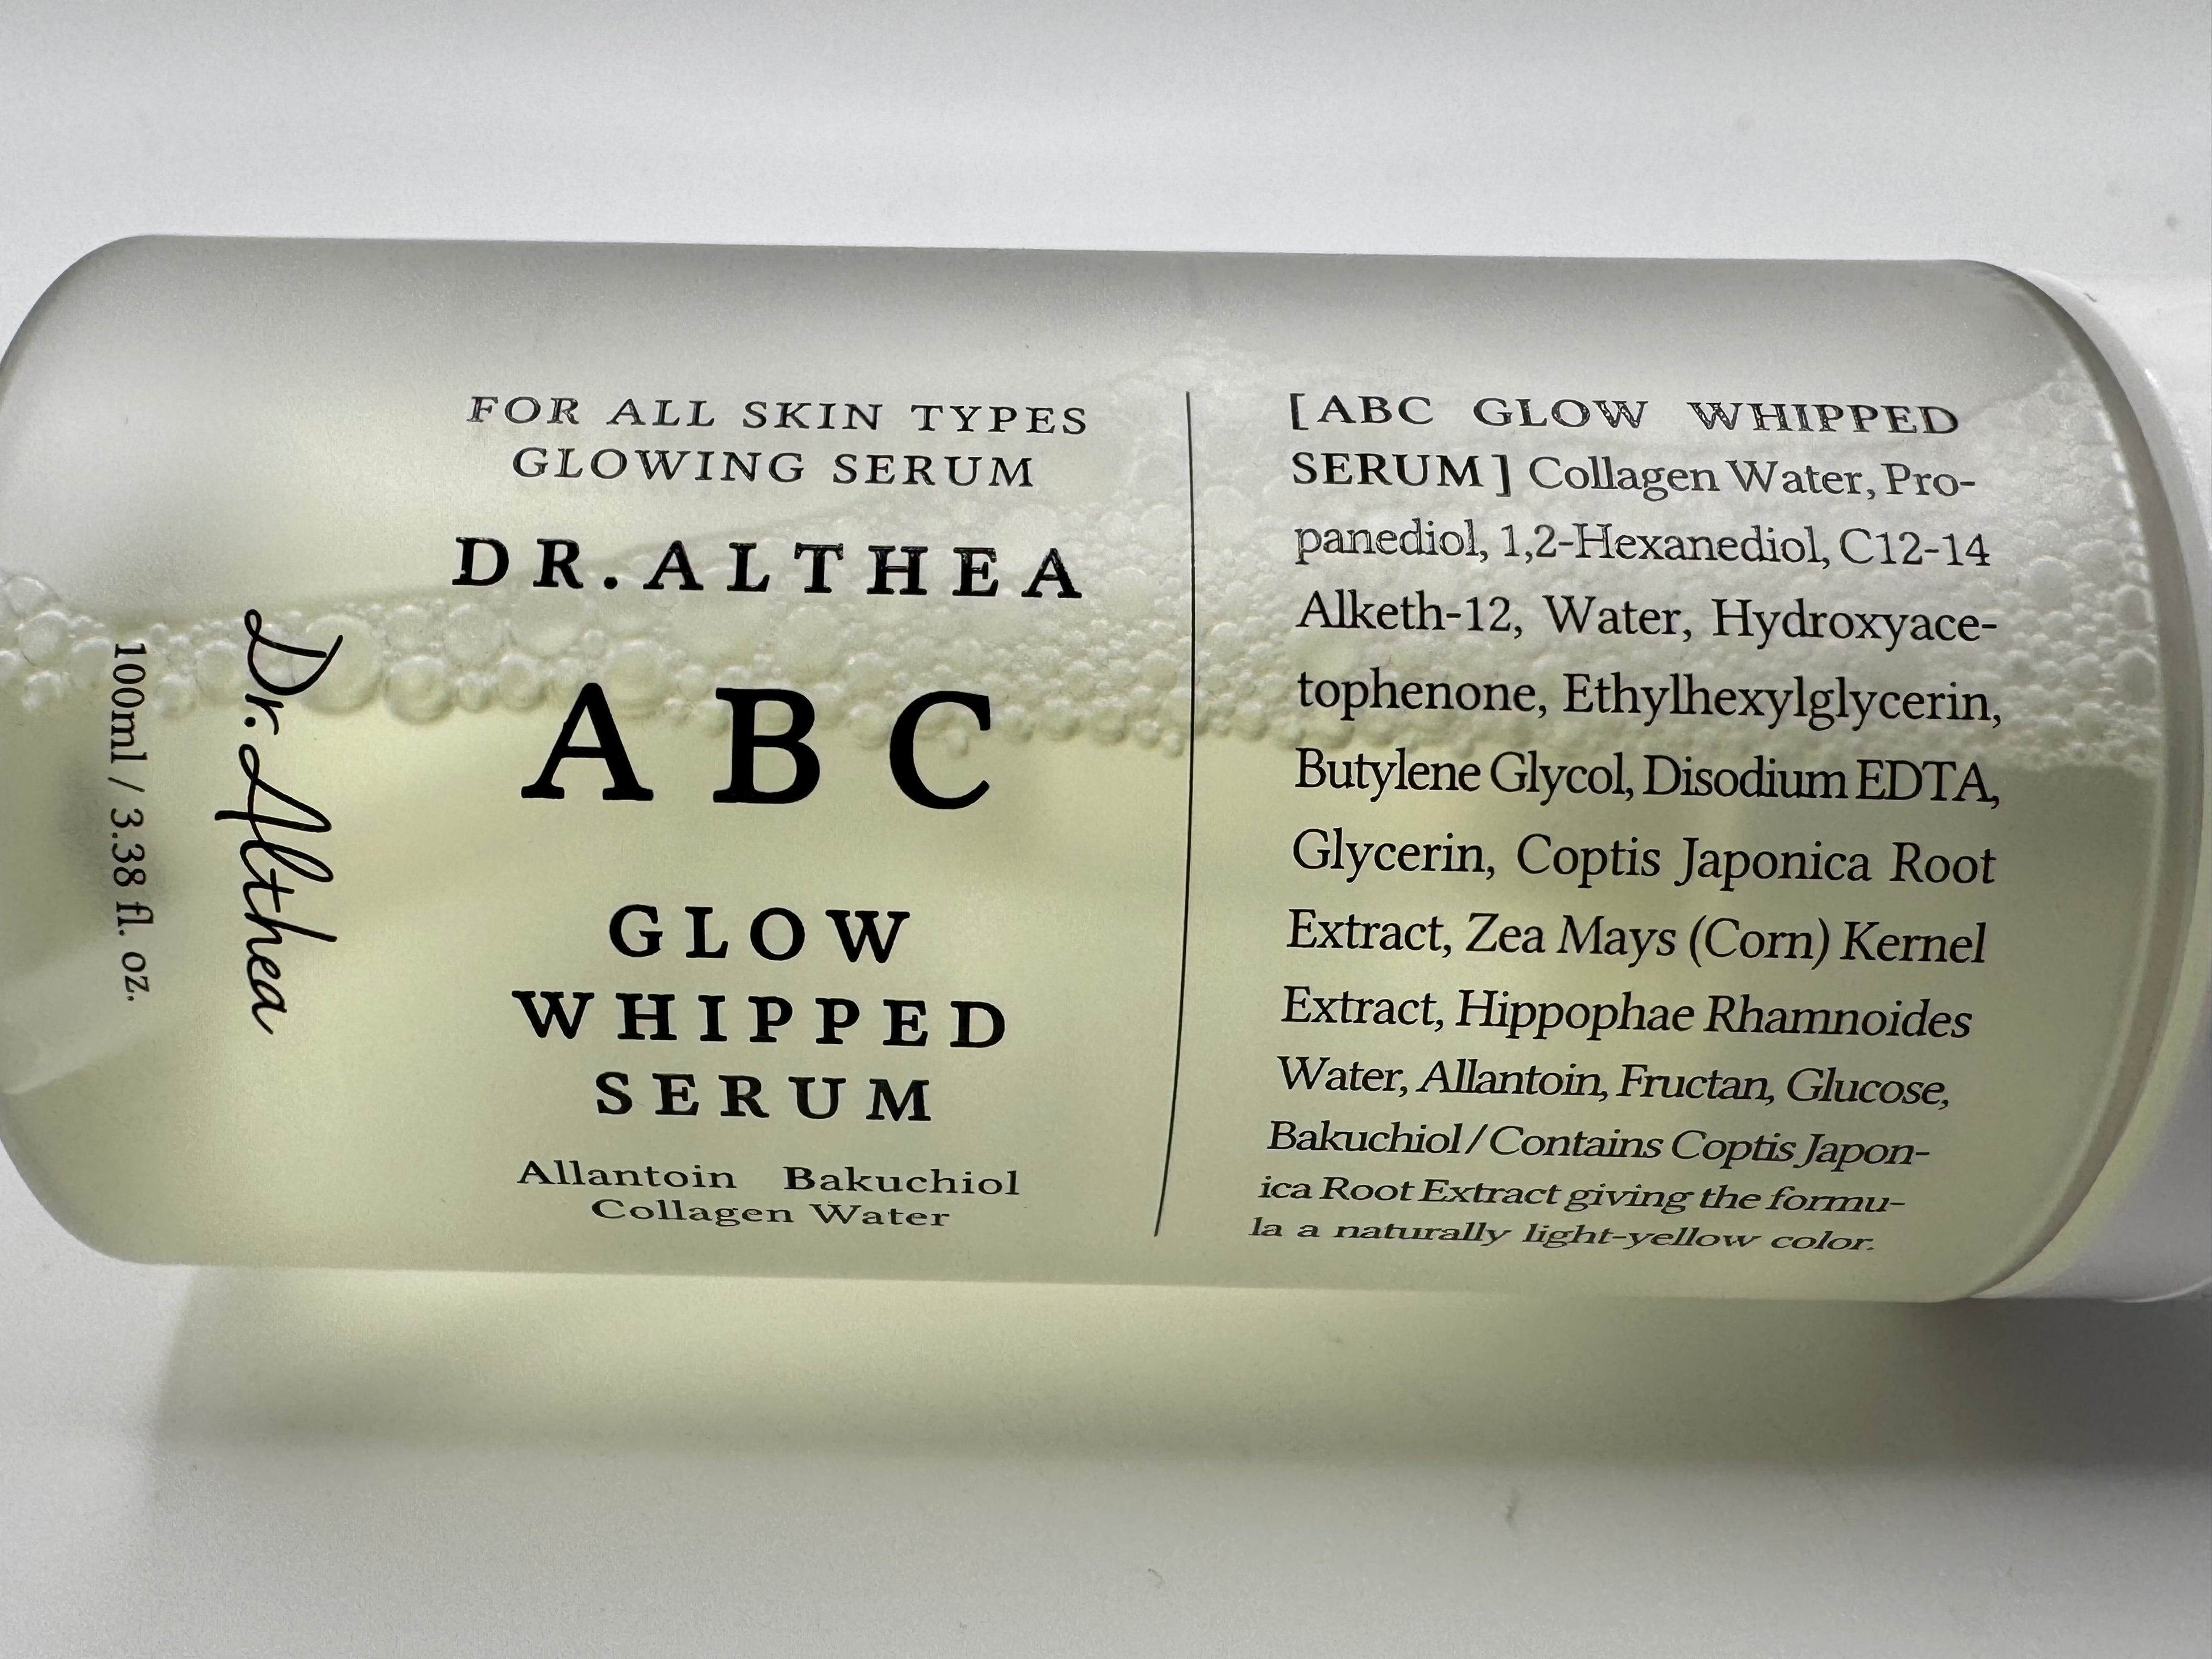 100ml / 3.38 fl. oz.
Dr. Althea
FOR ALL SKIN TYPES
GLOWING SERUM
DR.ALTHEA
ABC
GLOW
WHIPPED
SERUM
Allantoin Bakuchiol
Collagen Water
[ABC GLOW WHIPPED
SERUM] Collagen Water, Pro-
panediol, 1,2-Hexanediol, C12-14
Alketh-12, Water, Hydroxyace-
tophenone, Ethylhexylglycerin,
Butylene Glycol, Disodium EDTA,
Glycerin, Coptis Japonica Root
Extract, Zea Mays (Corn) Kernel
Extract, Hippophae Rhamnoides
Water, Allantoin, Fructan, Glucose,
Bakuchiol / Contains Coptis Japon-
ica Root Extract giving the formu-
la a naturally light-yellow color.